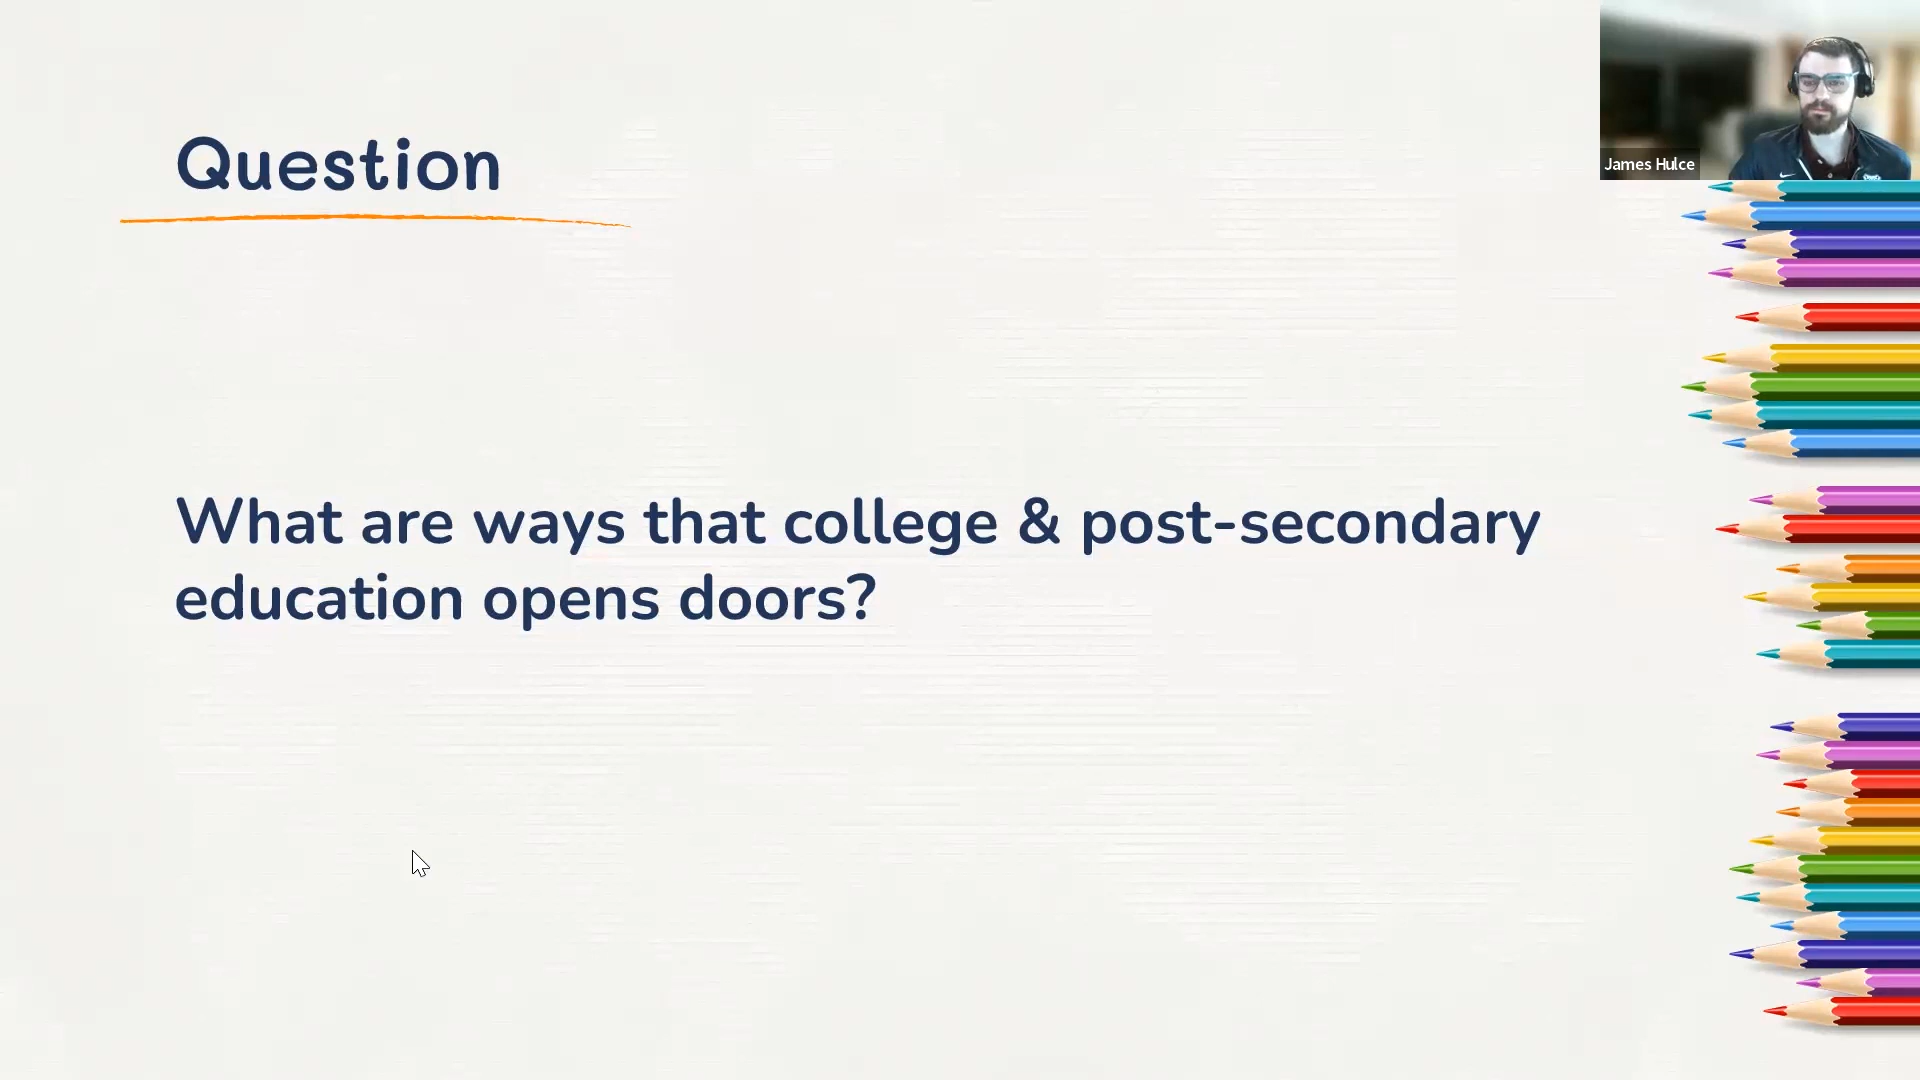 Question
James Hulce
What are ways that college & post-secondary
education opens doors?